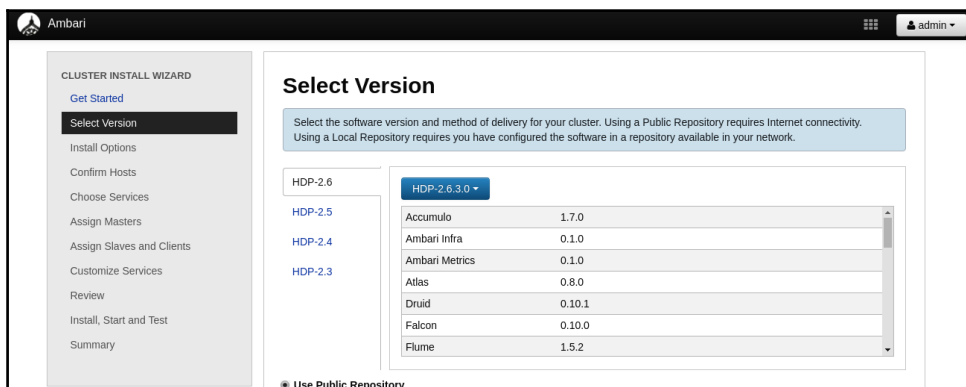 Ambari
admin
CLUSTER INSTALL WIZARD
Get Started
Select Version
Install Options
Confirm Hosts
Choose Services
Assign Masters
Assign Slaves and Clients
Customize Services
Review
Install, Start and Test
Summary
Select Version
Select the software version and method of delivery for your cluster. Using a Public Repository requires Internet connectivity.
Using a Local Repository requires you have configured the software in a repository available in your network.
HDP-2.6
HDP-2.5
HDP-2.4
HDP-2.3
HDP-2.6.3.0
Accumulo 1.7.0
Ambari Infra 0.1.0
Ambari Metrics 0.1.0
Atlas 0.8.0
Druid 0.10.1
Falcon 0.10.0
Flume 1.5.2
Use Public Repository